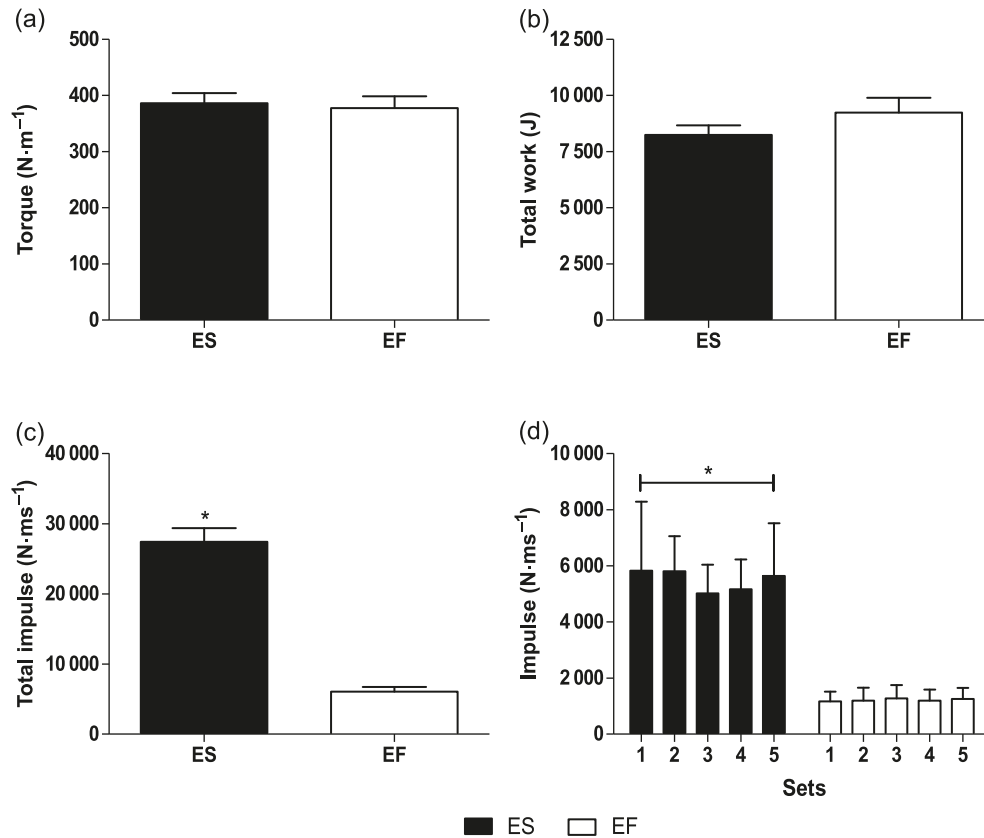 (a)
500
400
300
200
100
0
Torque (N·m⁻¹)
ES
EF
(b)
12 500
10 000
7 500
5 000
2 500
0
Total work (J)
ES
EF
(c)
40 000
30 000
20 000
10 000
0
Total impulse (N·ms⁻¹)
*
ES
EF
(d)
10 000
8 000
6 000
4 000
2 000
0
Impulse (N·ms⁻¹)
*
1 2 3 4 5 1 2 3 4 5
Sets
ES EF